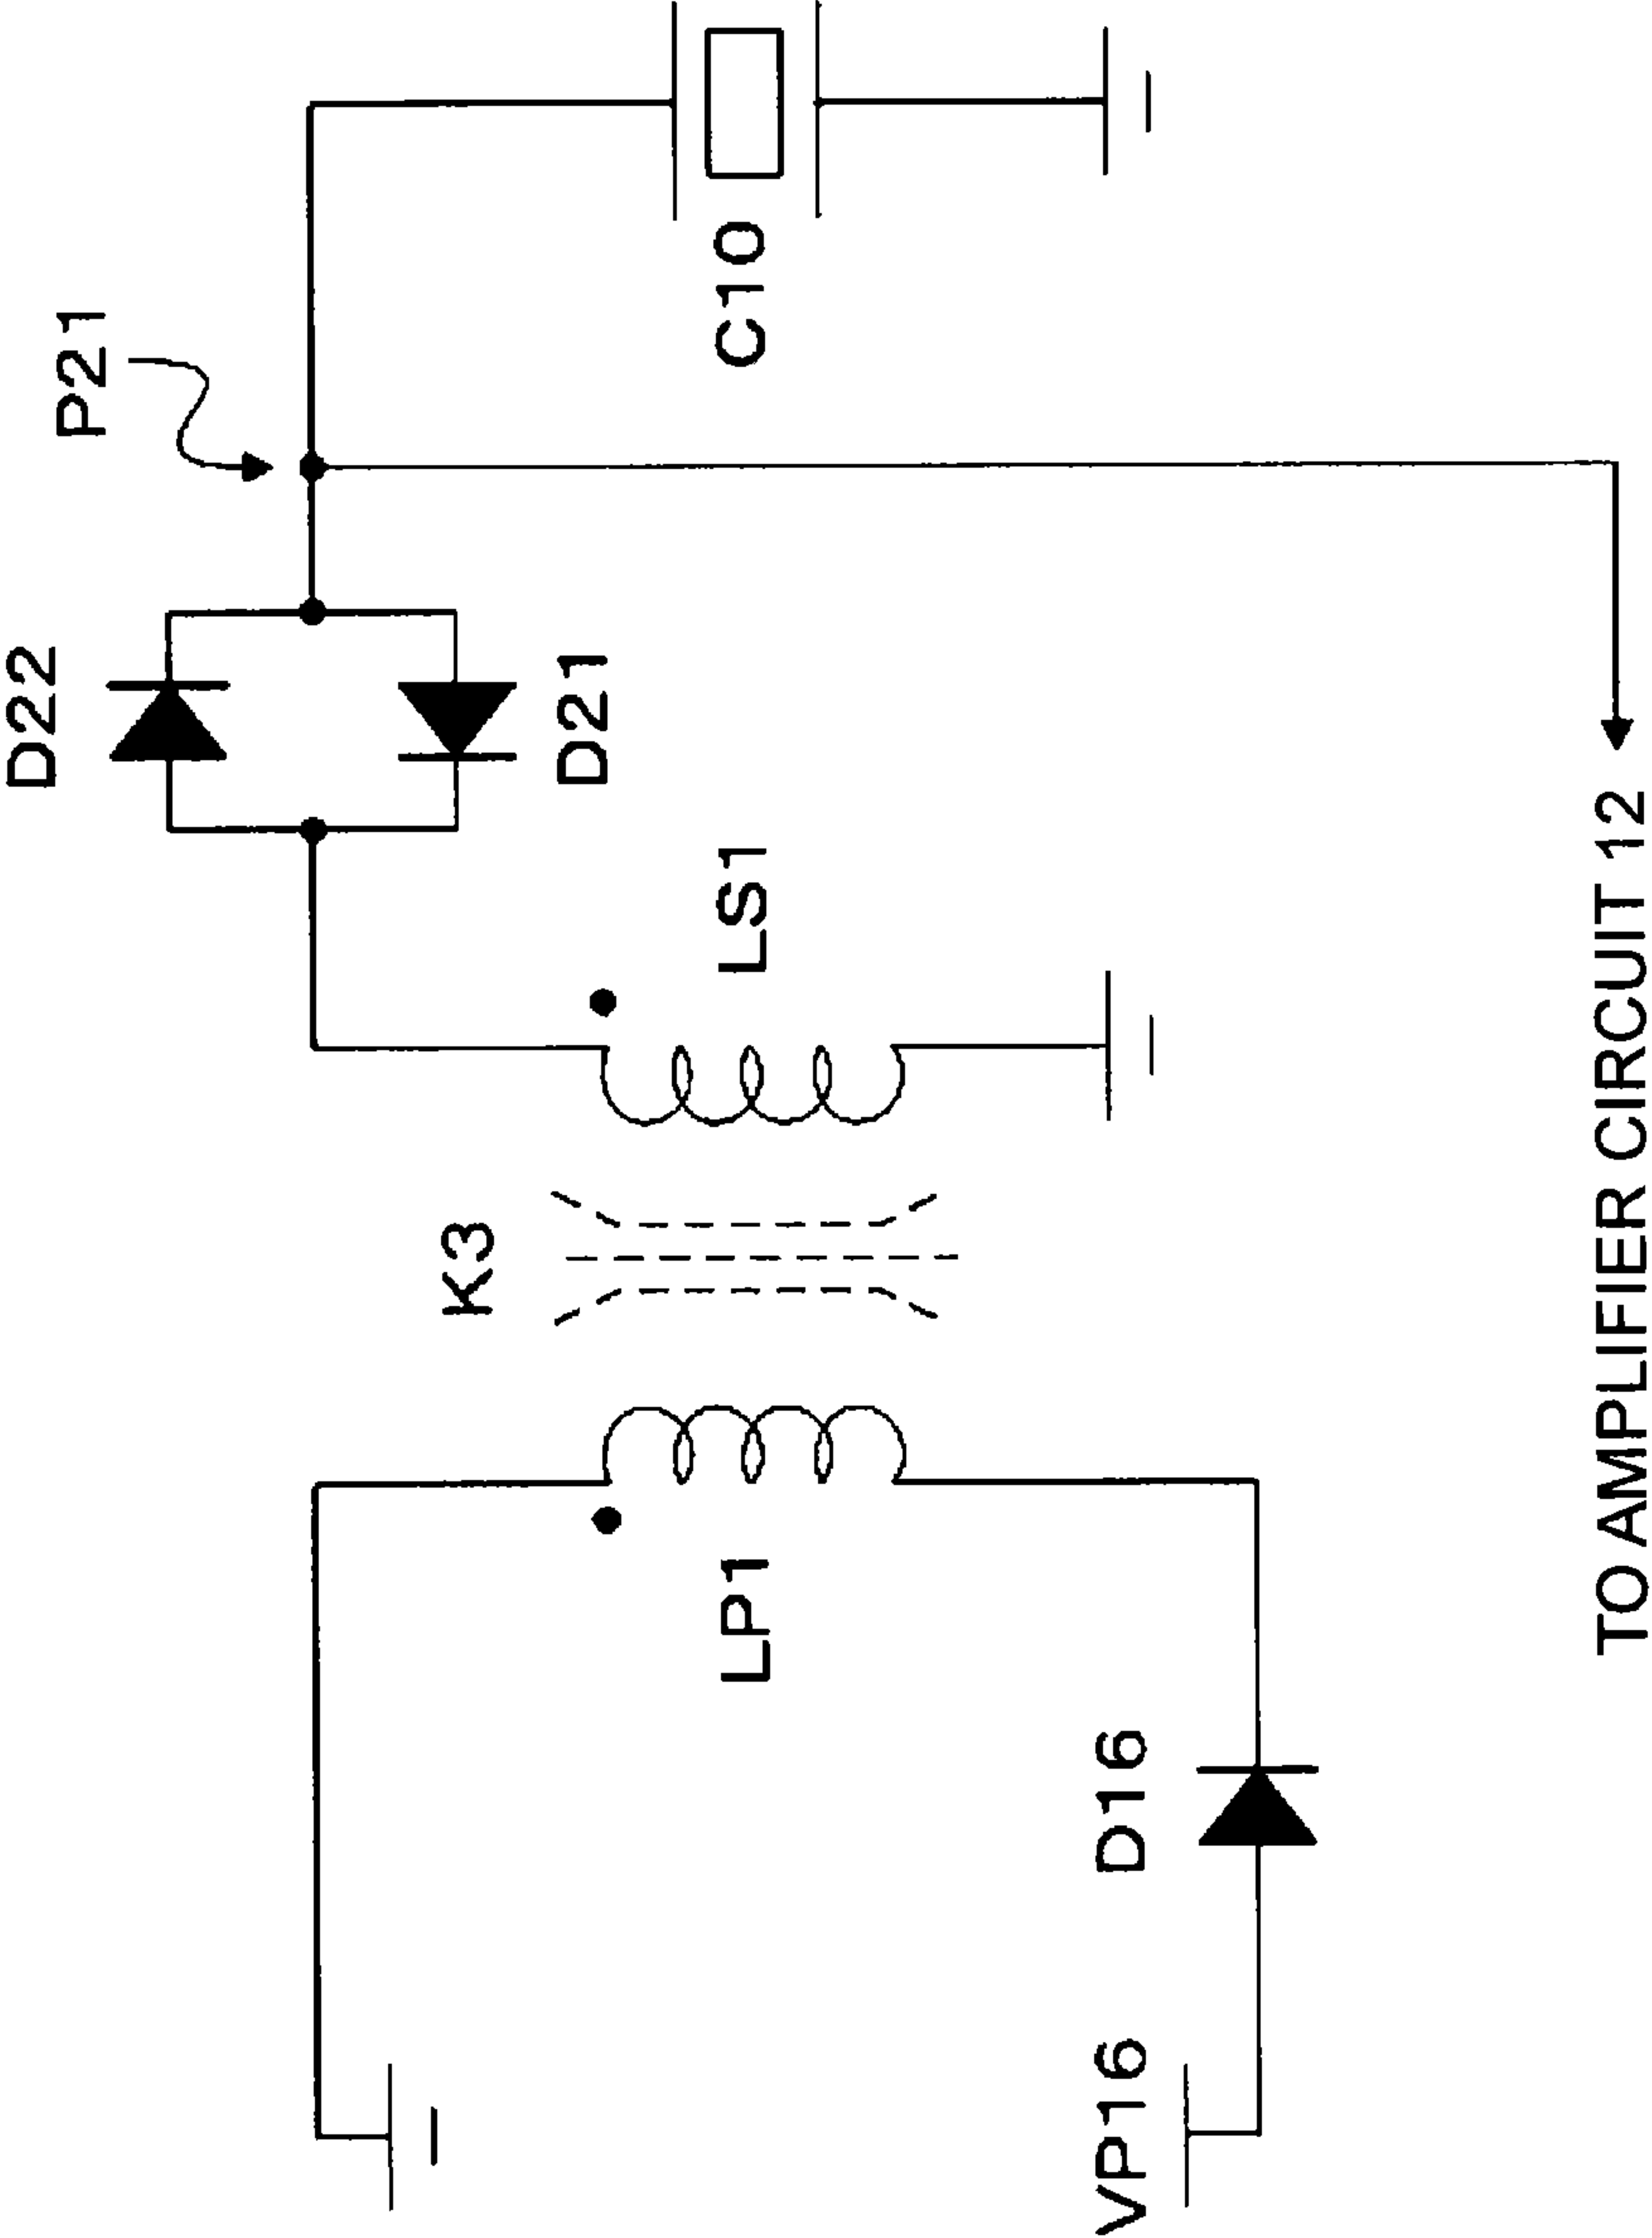 D22
P21
K3
D21
LP1
LS1
C10
VP16
D16
TO AMPLIFIER CIRCUIT 12